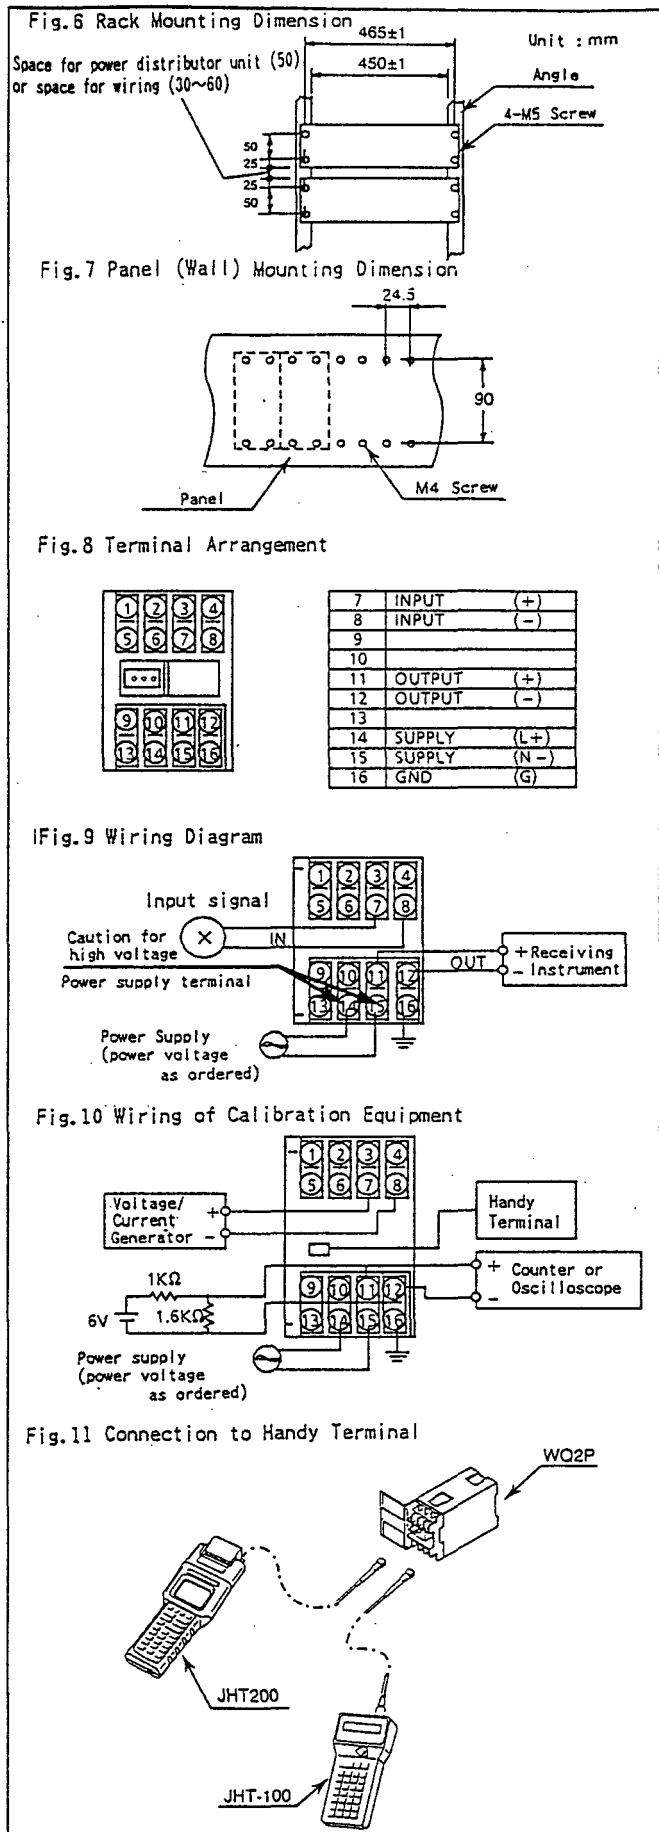 Fig.6 Rack Mounting Dimension
465±1
Unit : mm
Space for power distributor unit (50)
or space for wiring (30～60)
450±1
Angle
4-M5 Screw
50
25
25
50
Fig.7 Panel (Wall) Mounting Dimension
24.5
90
Panel
M4 Screw
Fig.8 Terminal Arrangement
1 2 3 4
5 6 7 8
9 10 11 12
13 14 15 16
7 INPUT (+)
8 INPUT (-)
9
10
11 OUTPUT (+)
12 OUTPUT (-)
13
14 SUPPLY (L+)
15 SUPPLY (N-)
16 GND (G)
Fig.9 Wiring Diagram
1 2 3 4
5 6 7 8
Input signal
IN
Caution for
high voltage
Power supply terminal
9 10 11 12
13 14 15 16
OUT
+ Receiving
- Instrument
Power Supply
(power voltage
as ordered)
Fig.10 Wiring of Calibration Equipment
1 2 3 4
5 6 7 8
Voltage/
Current +
Generator -
Handy
Terminal
1KΩ
6V
1.6KΩ
9 10 11 12
13 14 15 16
+ Counter or
Oscilloscope
-
Power supply
(power voltage
as ordered)
Fig.11 Connection to Handy Terminal
WQ2P
JHT200
JHT-100